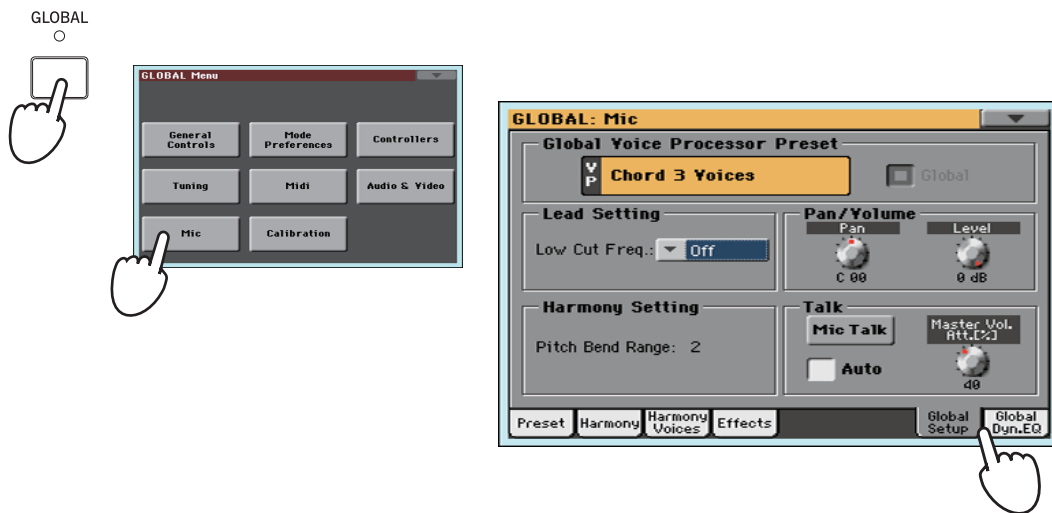 GLOBAL
GLOBAL Menu
General
Controls
Mode
Preferences
Controllers
Tuning
Midi
Audio & Video
Mic
Calibration
GLOBAL: Mic
Global Voice Processor Preset
VP
Chord 3 Voices
Global
Lead Setting
Low Cut Freq.:
Off
Pan/Volume
Pan
Level
C 00
0 dB
Harmony Setting
Pitch Bend Range: 2
Talk
Mic Talk
Master Vol.
Att.[%]
Auto
40
Preset
Harmony
Harmony
Voices
Effects
Global
Setup
Global
Dyn.EQ